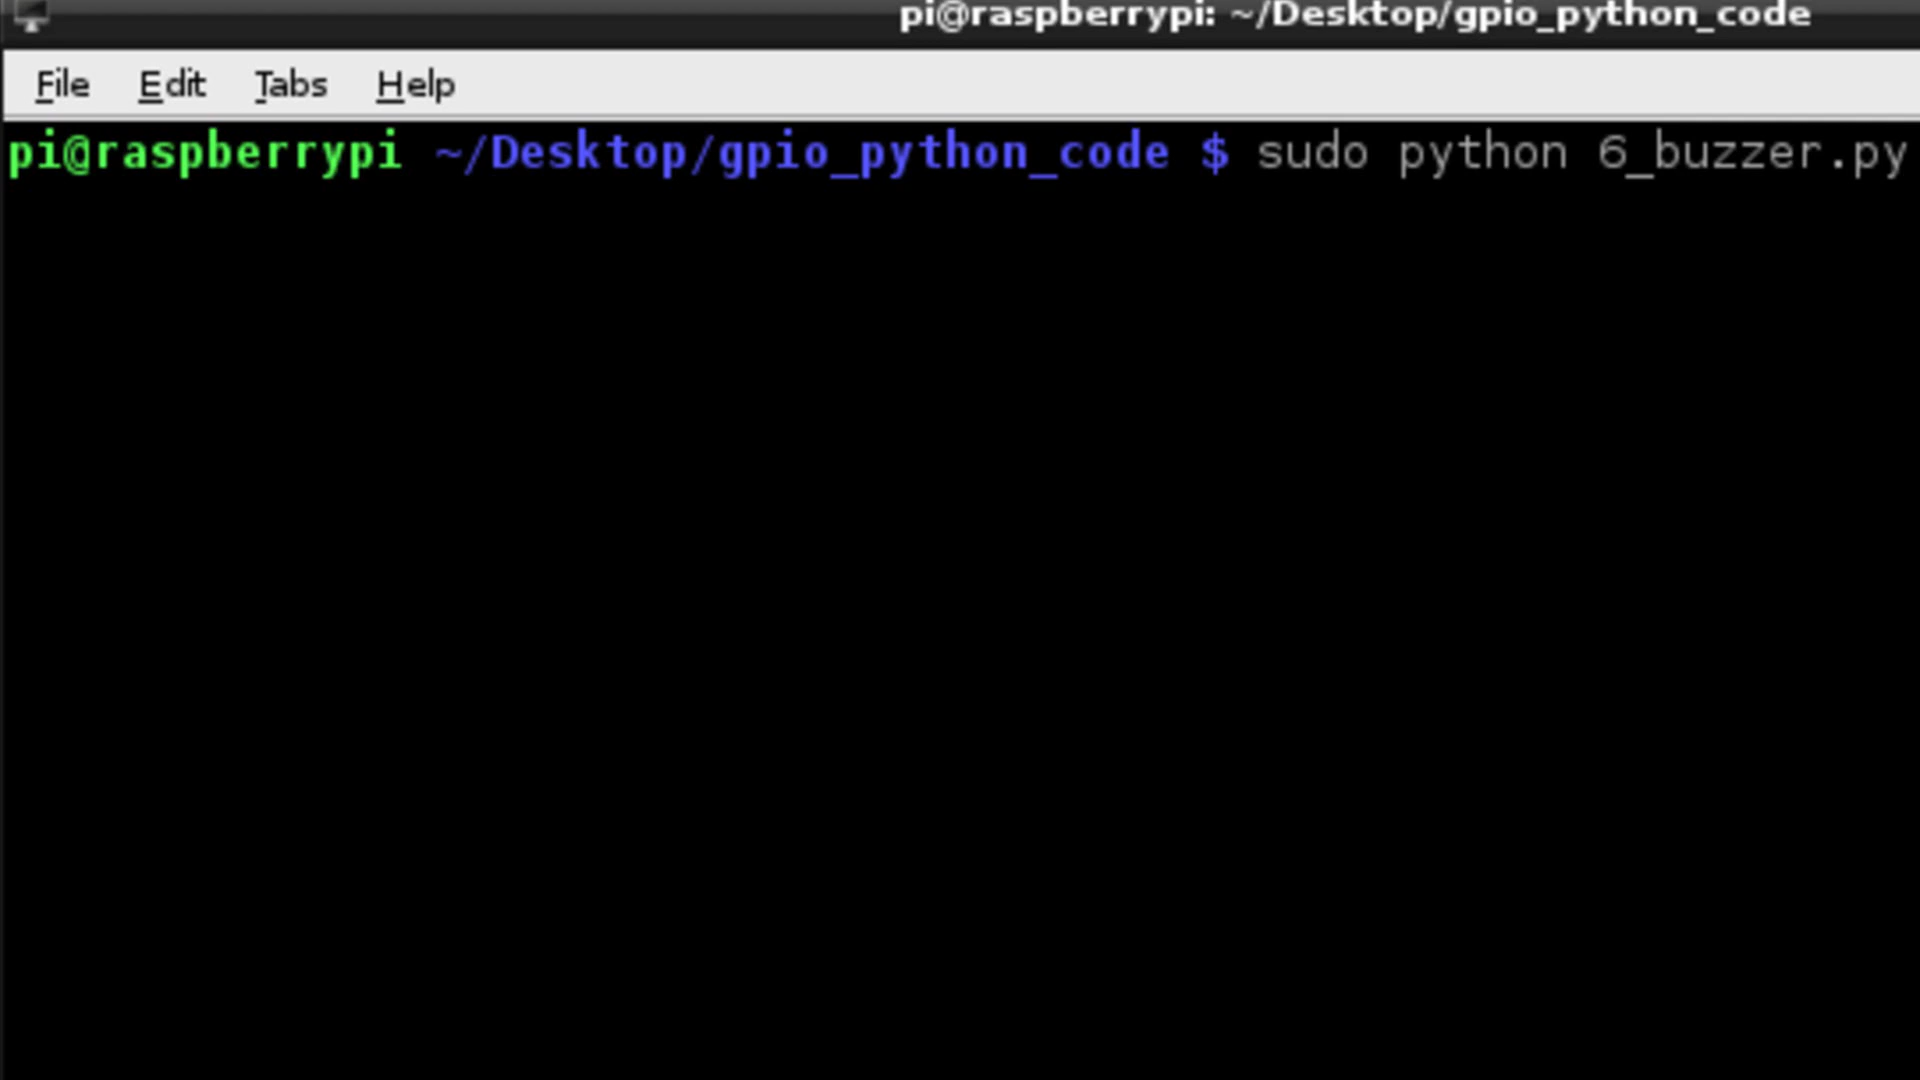 pi@raspberrypi: ~/Desktop/gpio_python_code
File Edit Tabs Help
pi@raspberrypi ~/Desktop/gpio_python_code $ sudo python 6_buzzer.py